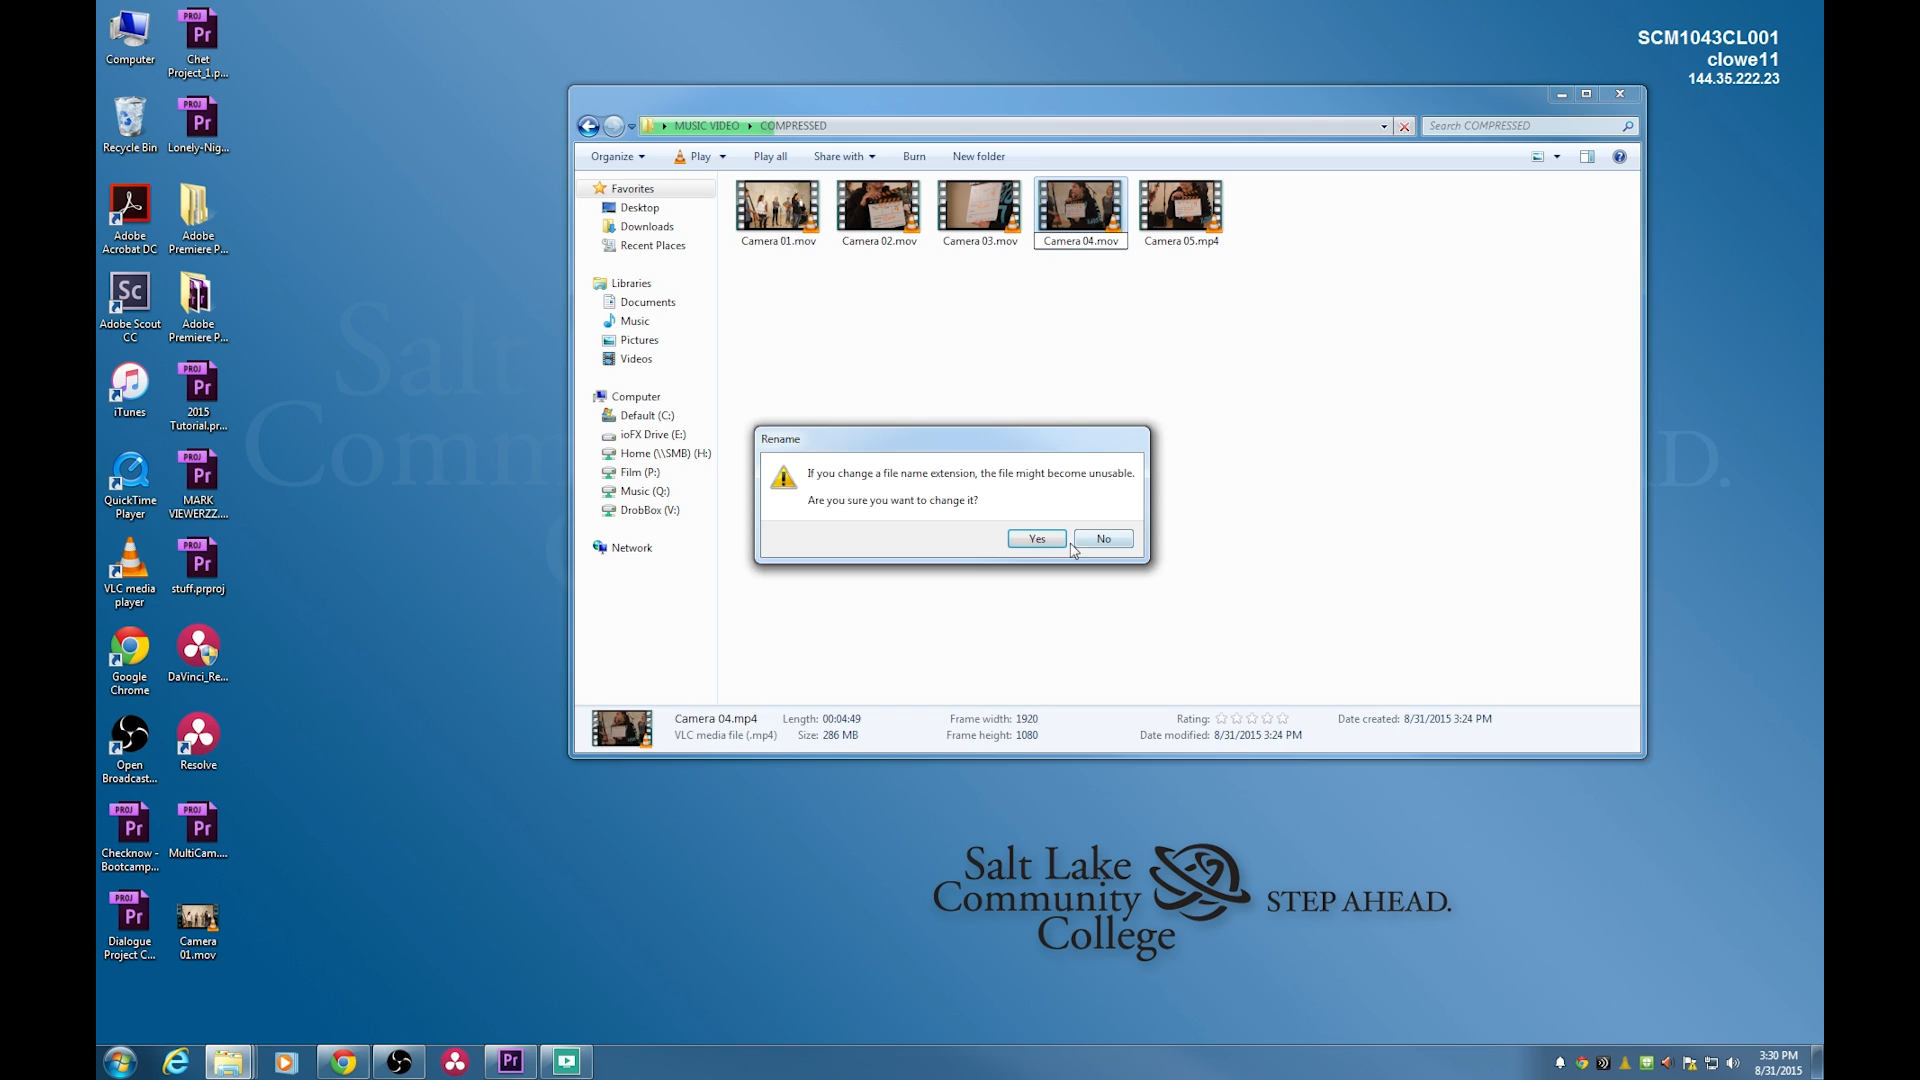 Computer
Chet
Project_1.p...
Recycle Bin
Lonely-Nig...
Adobe
Acrobat DC
Adobe
Premiere P...
Adobe Scout
CC
Adobe
Premiere P...
iTunes
2015
Tutorial.pr...
QuickTime
Player
MARK
VIEWERZZ....
VLC media
player
stuff.prproj
Google
Chrome
DaVinci_Re...
Open
Broadcast...
Resolve
Checknow -
Bootcamp...
MultiCam....
Dialogue
Project C...
Camera
01.mov
SCM1043CL001
clowe11
144.35.222.23
MUSIC VIDEO
COMPRESSED
Search COMPRESSED
Organize
Play
Play all
Share with
Burn
New folder
Favorites
Desktop
Downloads
Recent Places
Libraries
Documents
Music
Pictures
Videos
Computer
Default (C:)
ioFX Drive (E:)
Home (\\SMB) (H:)
Film (P:)
Music (Q:)
DrobBox (V:)
Network
Camera 01.mov
Camera 02.mov
Camera 03.mov
Camera 04.mov
Camera 05.mp4
Rename
If you change a file name extension, the file might become unusable.
Are you sure you want to change it?
Yes
No
Camera 04.mp4
Length: 00:04:49
Frame width: 1920
Rating:
Date created: 8/31/2015 3:24 PM
VLC media file (.mp4)
Size: 286 MB
Frame height: 1080
Date modified: 8/31/2015 3:24 PM
Salt Lake
Community
College
STEP AHEAD.
3:30 PM
8/31/2015